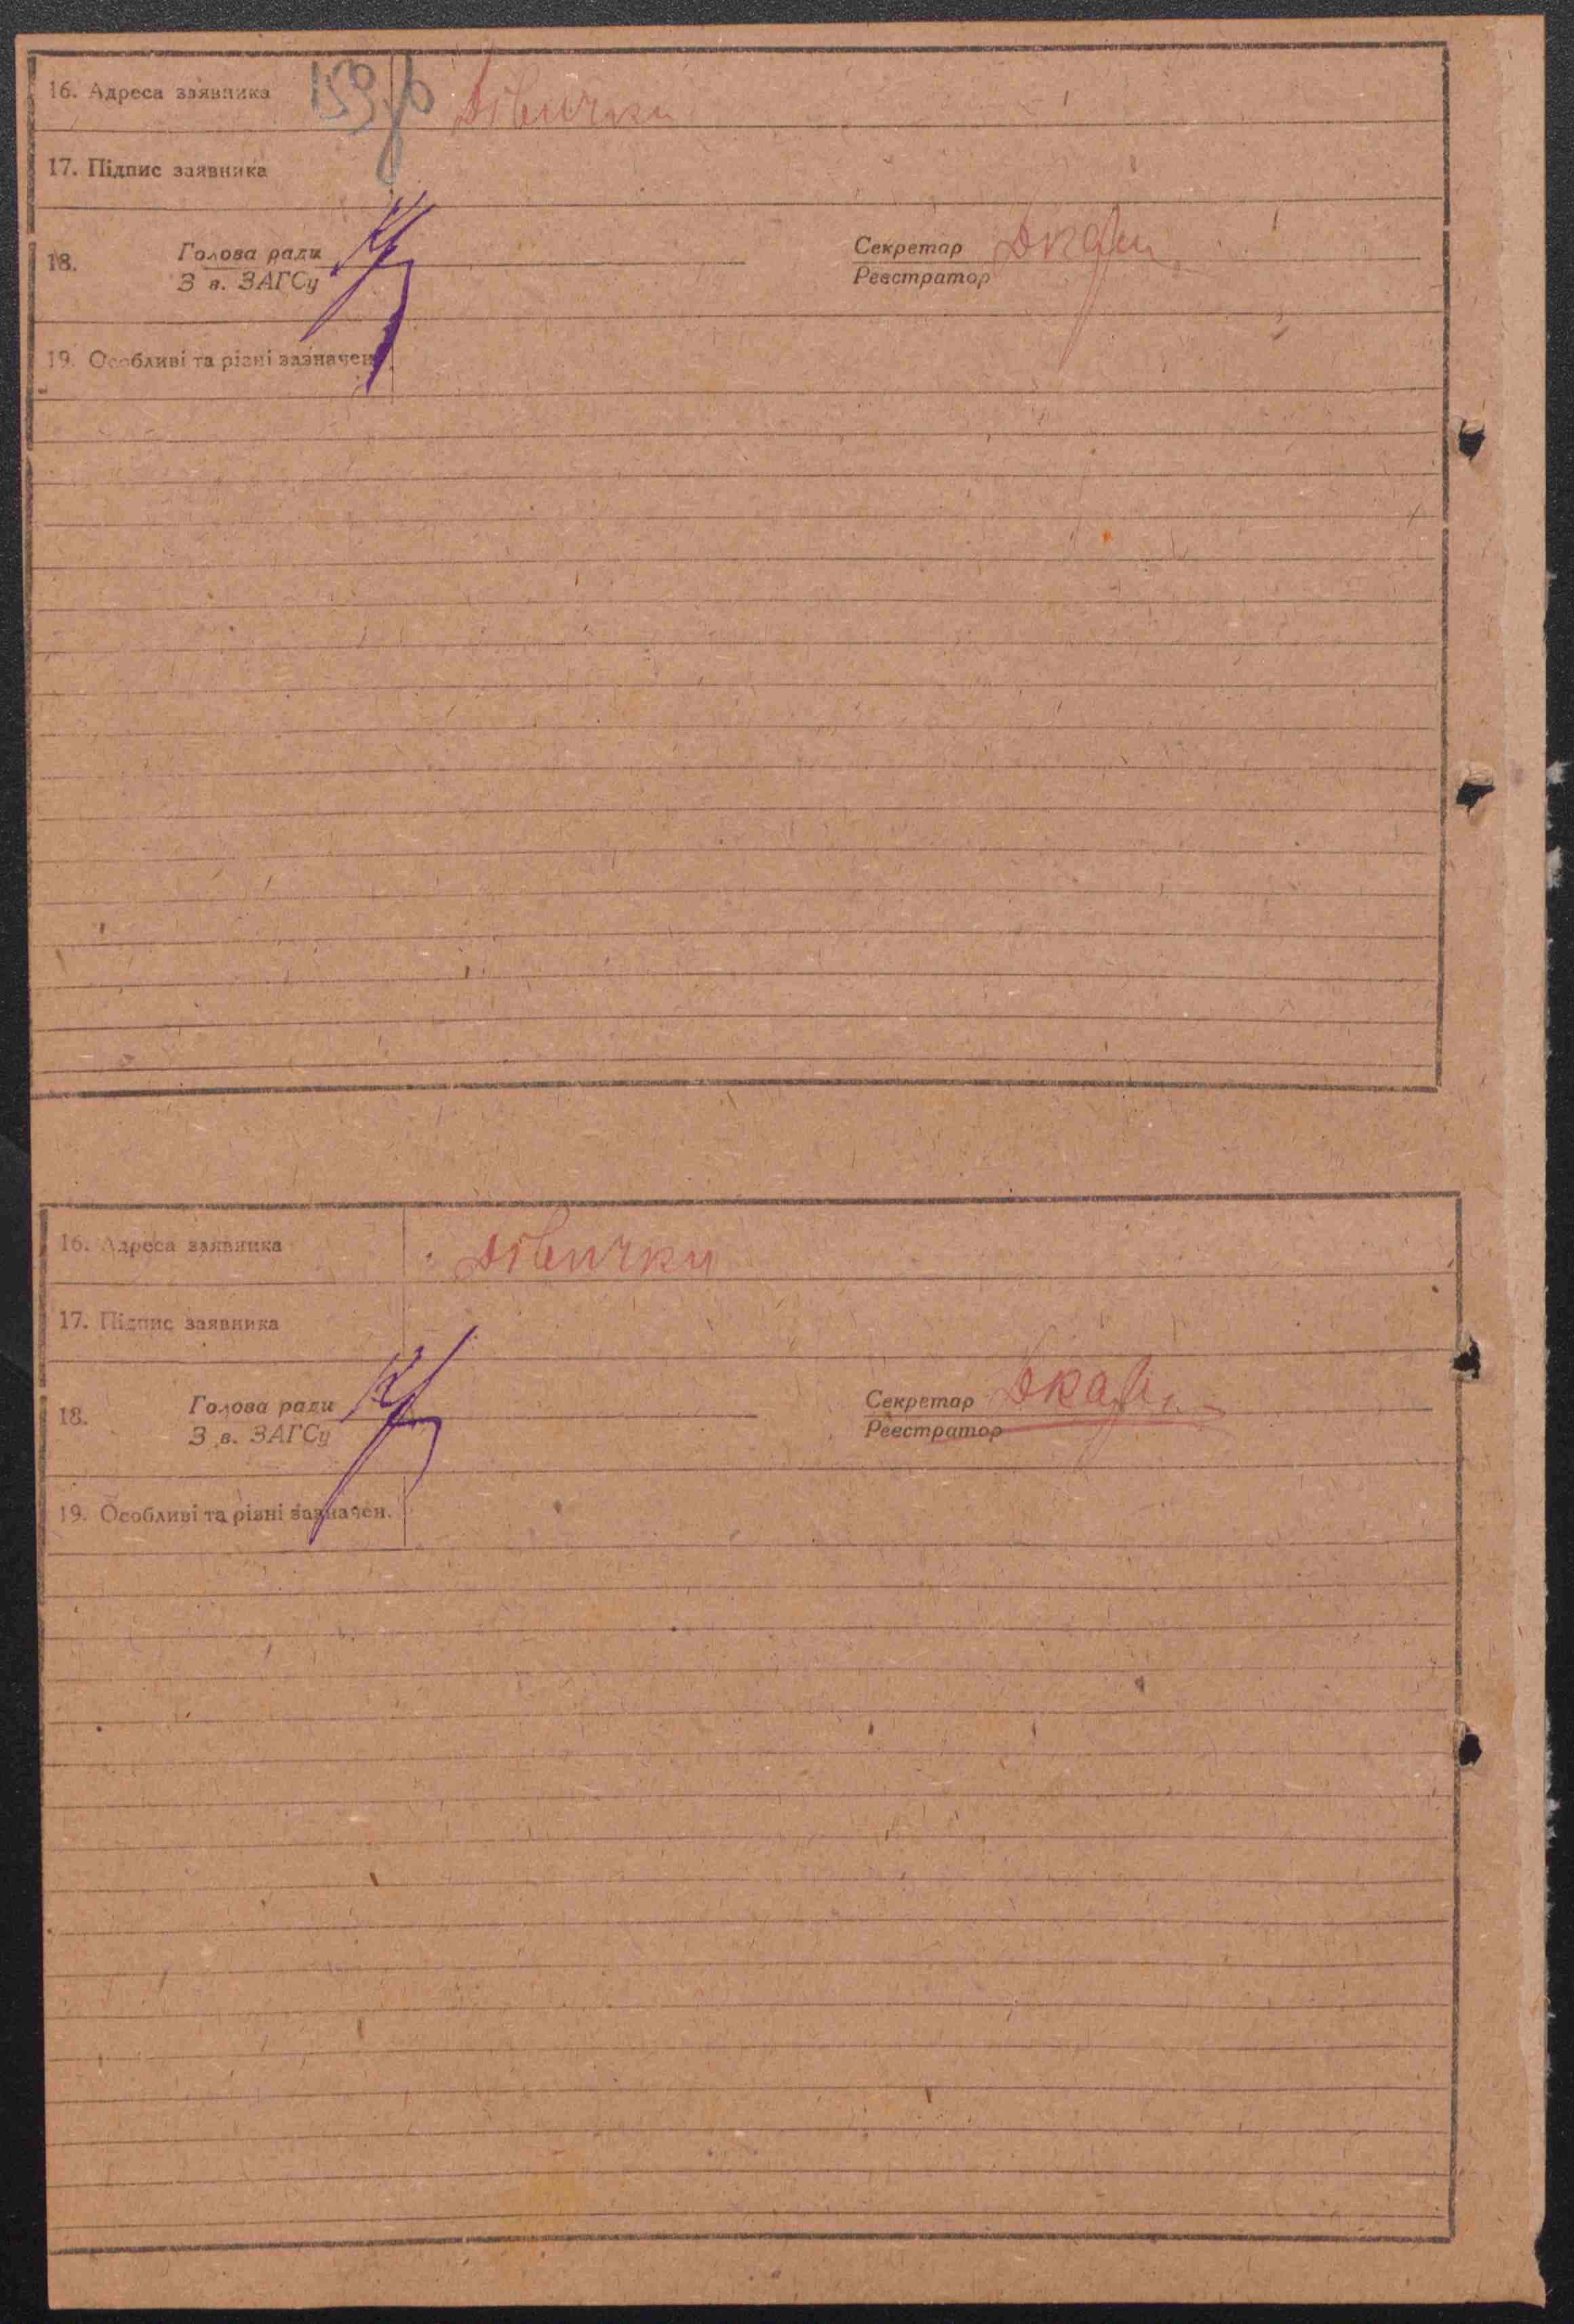 16. Адреса заявника Дівички
17. Підпис заявника
18. Голова ради Секретар
З в. ЗАГСу Реєстратор
19. Особливі та різні зазначен.
16. Адреса заявника Дівички
17. Підпис заявника
18. Голова ради Секретар
З в. ЗАГСу Реєстратор
19. Особливі та різні зазначен.